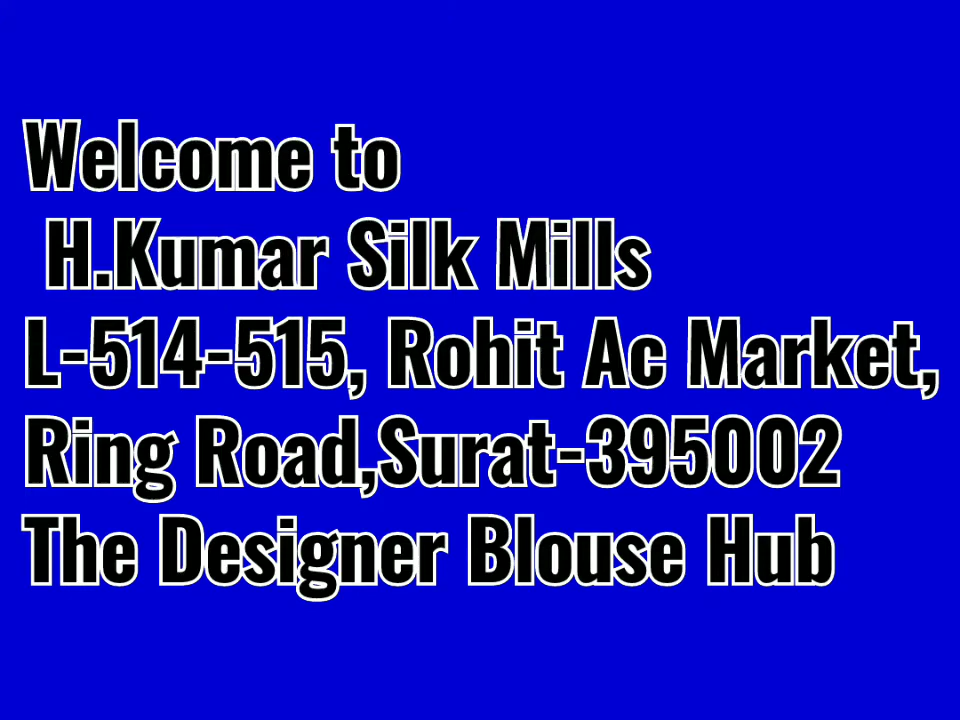 Welcome to
H.Kumar Silk Mills
L-514-515, Rohit Ac Market,
Ring Road,Surat-395002
The Designer Blouse Hub